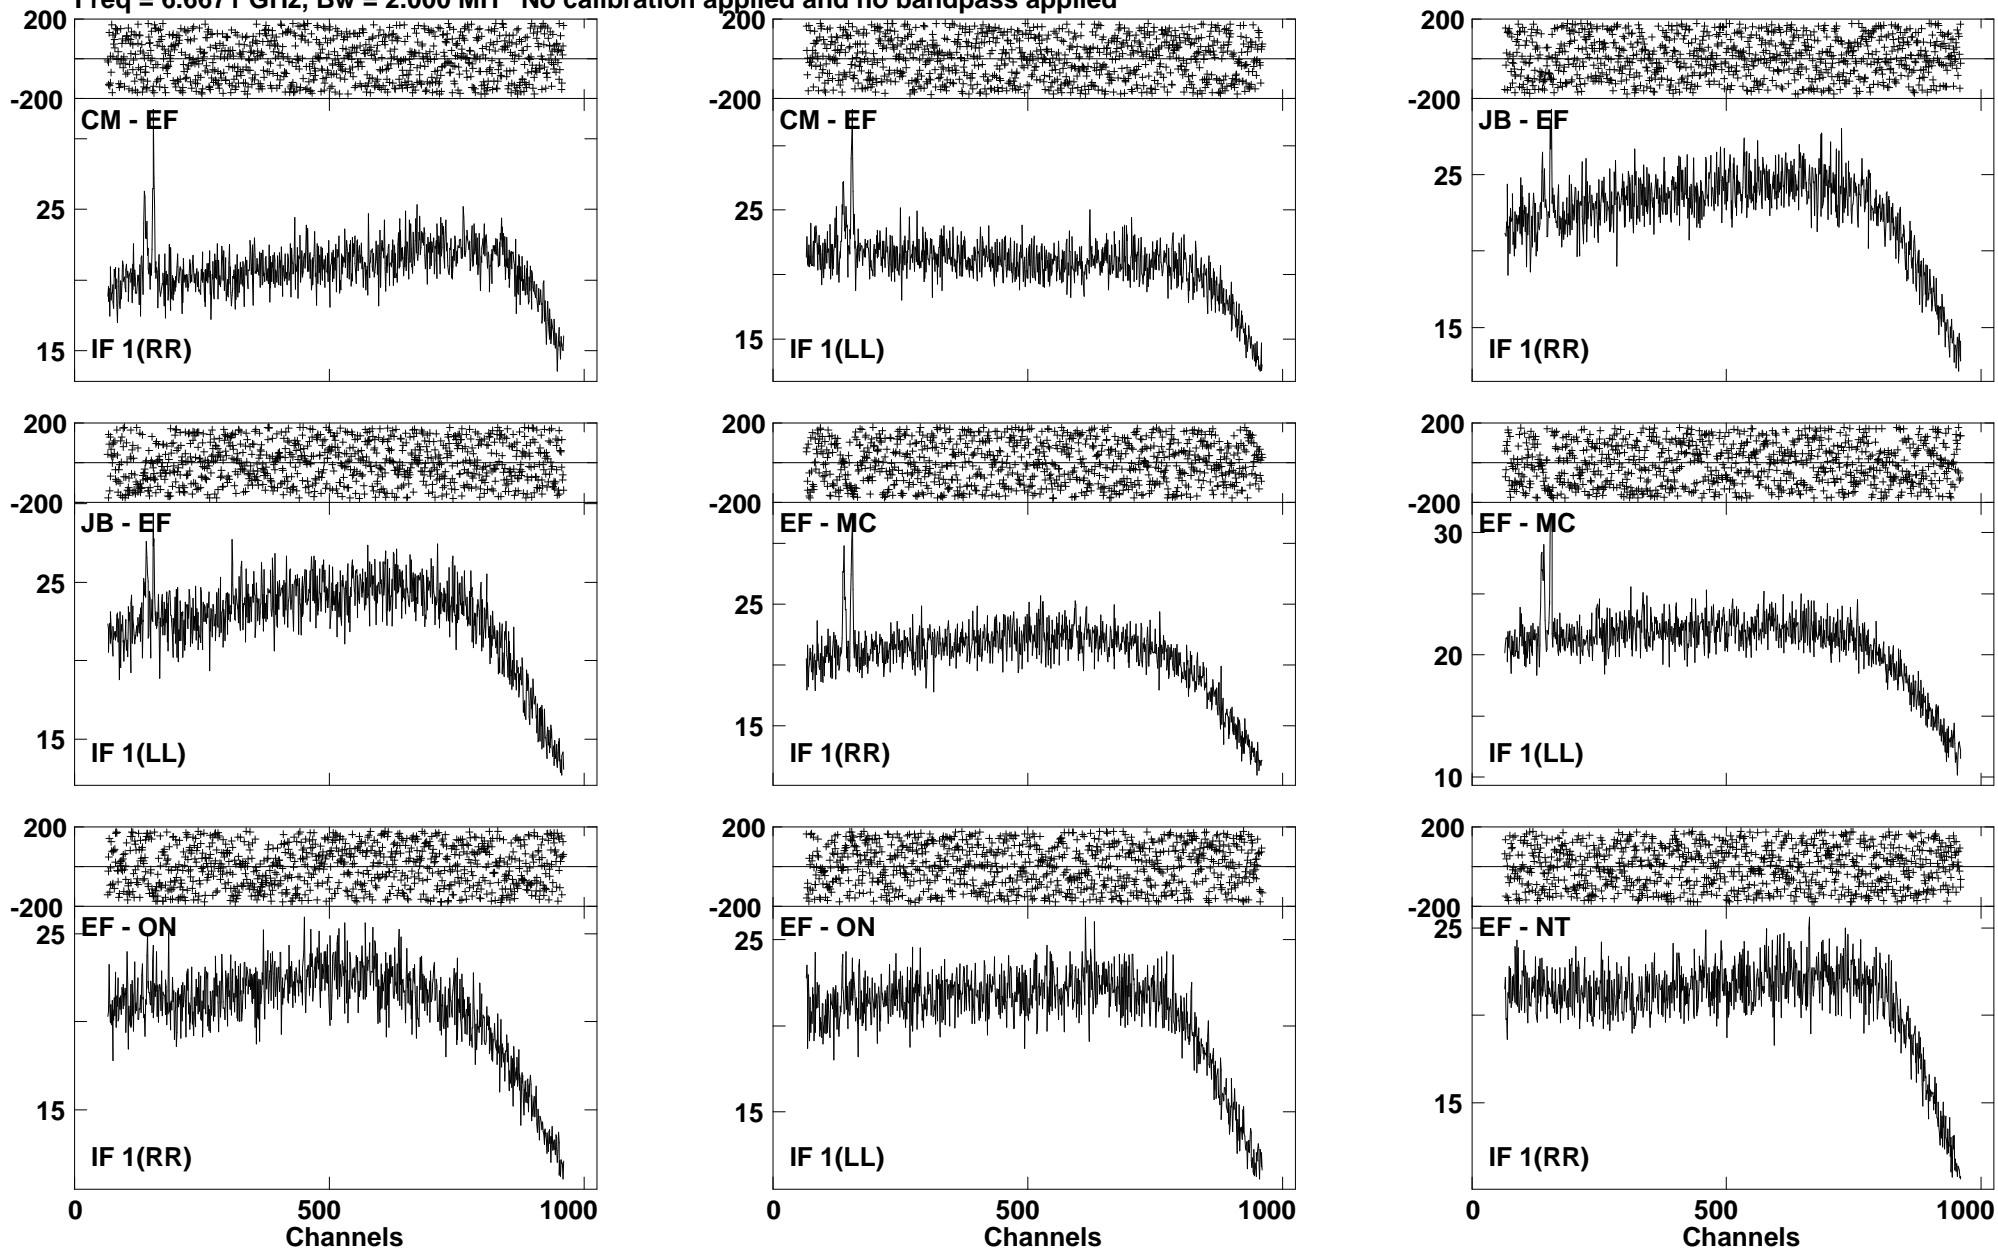 Freq = 6.6671 GHz, Bw = 2.000 MH No calibration applied and no bandpass applied
200
-200
CM - EF
25
15
IF 1(RR)
CM - EF
25
15
IF 1(LL)
200
-200
JB - EF
25
15
IF 1(RR)
200
-200
JB - EF
25
15
IF 1(LL)
200
-200
EF - MC
25
15
IF 1(RR)
200
-200
30
EF - MC
20
10
IF 1(LL)
200
-200
25
EF - ON
15
IF 1(RR)
0
500
1000
Channels
200
-200
25
EF - ON
15
IF 1(LL)
0
500
1000
Channels
200
-200
25
EF - NT
15
IF 1(RR)
0
500
1000
Channels